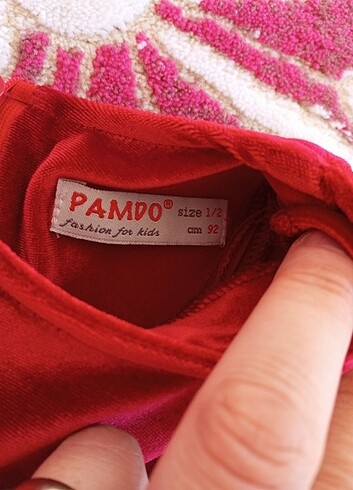 PAMDO® size 1/2
fashion for kids cm 92